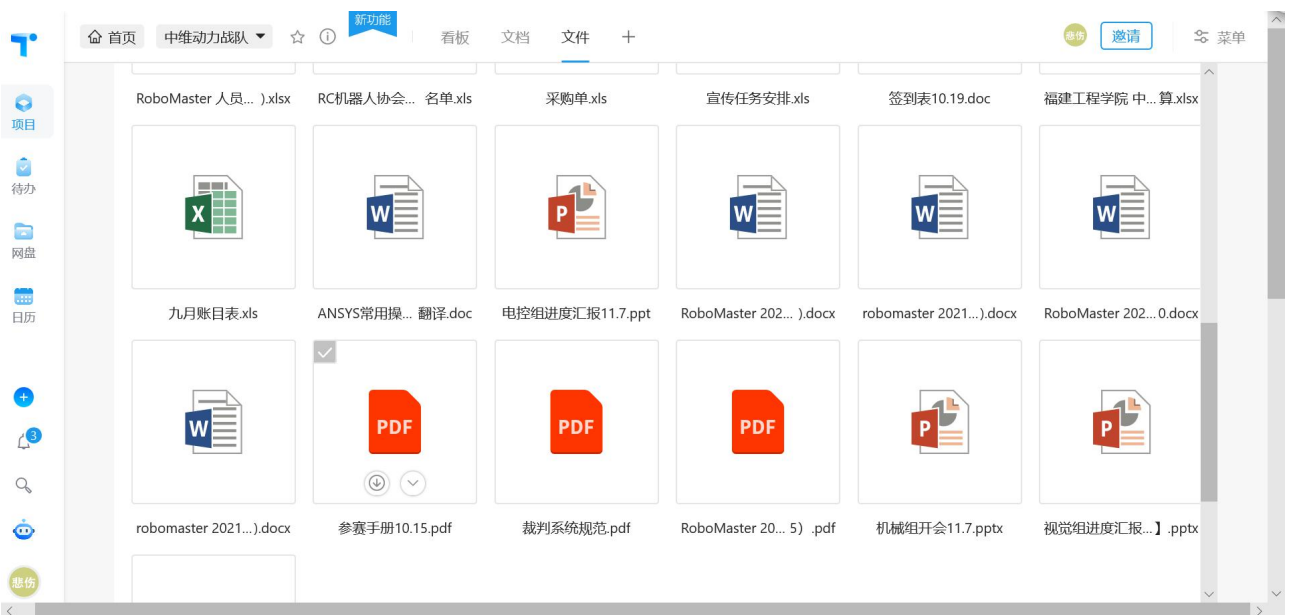 新功能
首页 中维动力战队 看板 文档 文件 悲伤 邀请 菜单
项目
待办
网盘
日历
3
悲伤
RoboMaster 人员... ).xlsx RC机器人协会... 名单.xls 采购单.xls 宣传任务安排.xls 签到表10.19.doc 福建工程学院 中... 算.xlsx
X W P W W W
九月账目表.xls ANSYS常用操... 翻译.doc 电控组进度汇报11.7.ppt RoboMaster 202... ).docx robomaster 2021...).docx RoboMaster 202...0.docx
W PDF PDF PDF P P
robomaster 2021...).docx 参赛手册10.15.pdf 裁判系统规范.pdf RoboMaster 20... 5）.pdf 机械组开会11.7.pptx 视觉组进度汇报...】.pptx